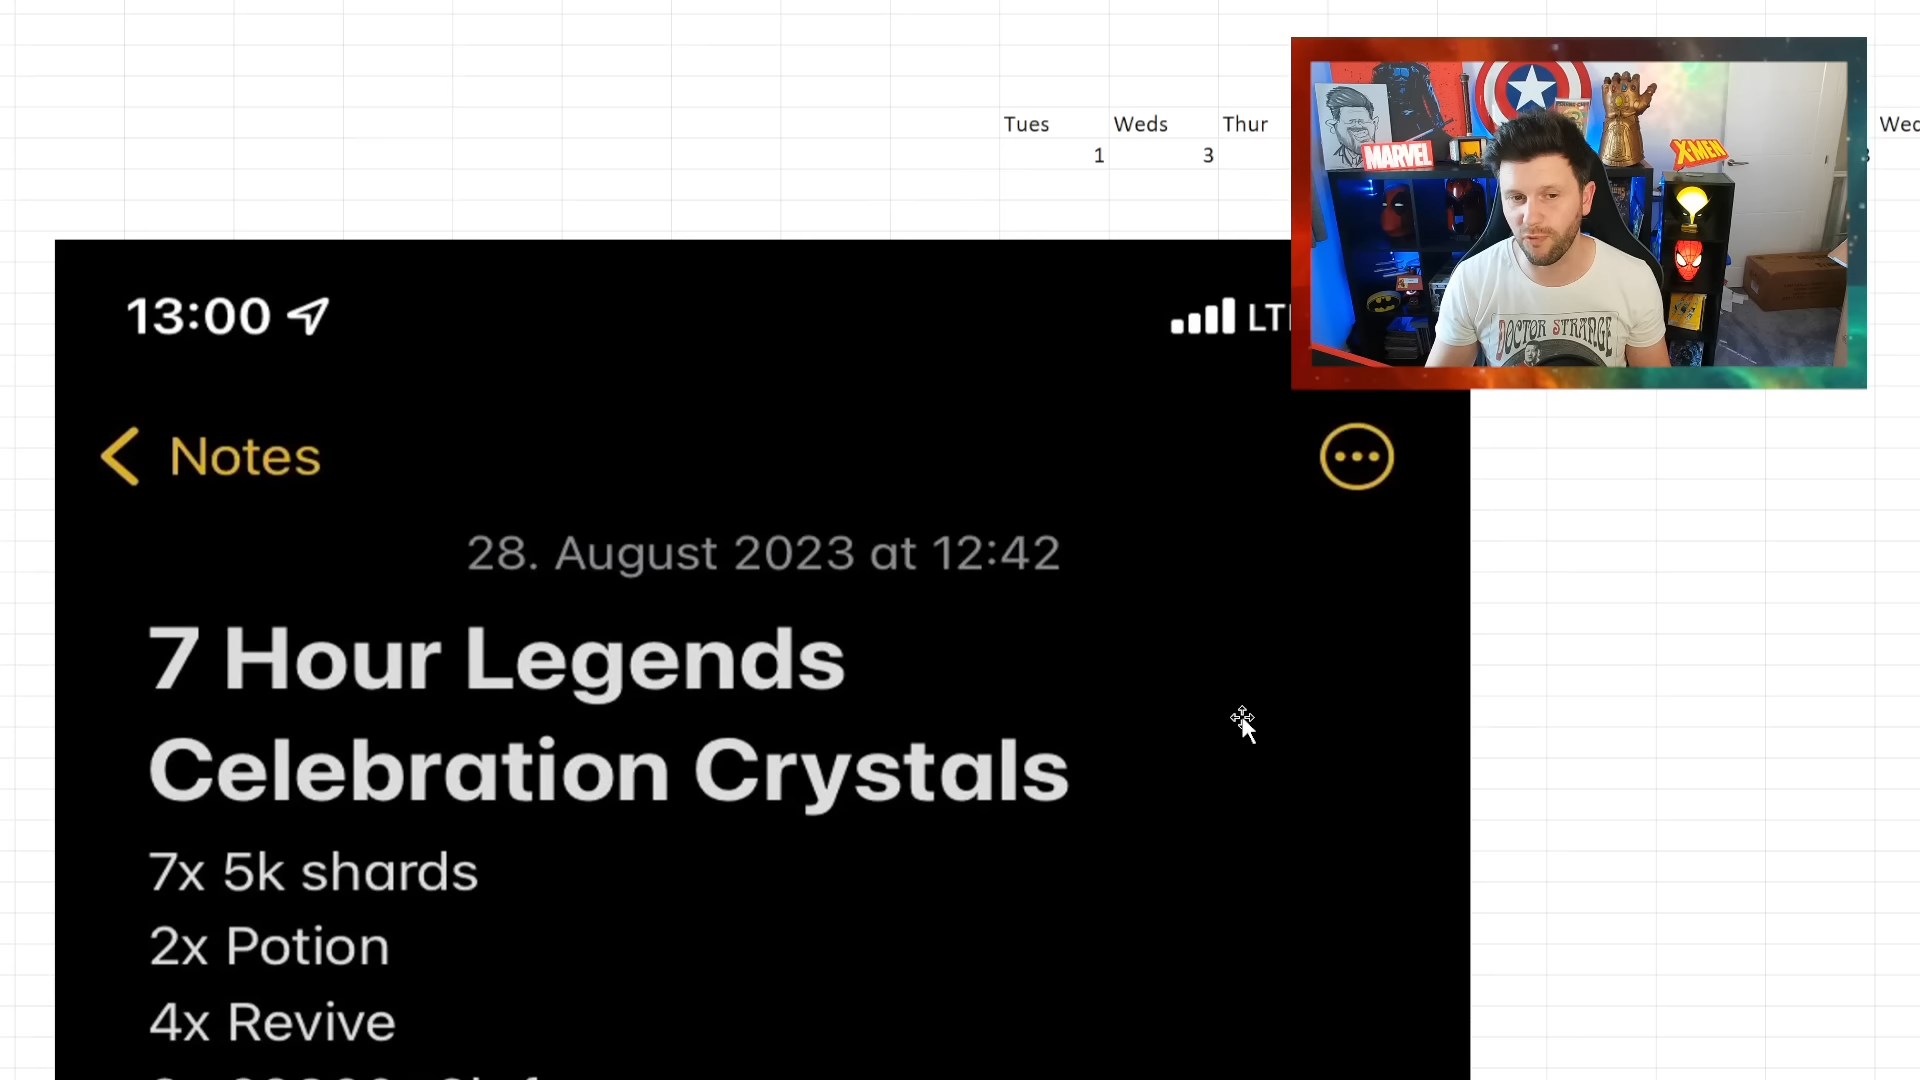 Tues Weds Thur Wed
1 3
13:00 LT
Notes
28. August 2023 at 12:42
7 Hour Legends
Celebration Crystals
7x 5k shards
2x Potion
4x Revive
MARVEL
X-MEN
DOCTOR STRANGE